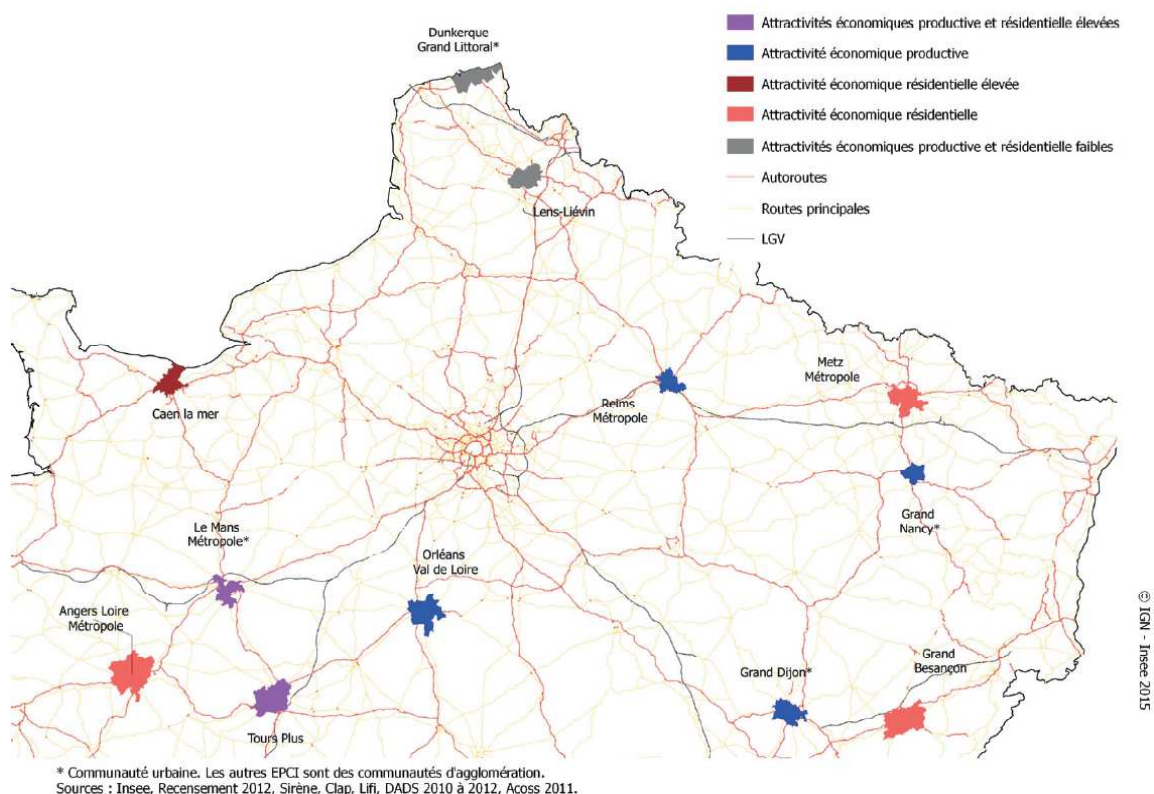 Attractivités économiques productive et résidentielle élevées
Attractivité économique productive
Attractivité économique résidentielle élevée
Attractivité économique résidentielle
Attractivités économiques productive et résidentielle faibles
Autoroutes
Routes principales
LGV
Dunkerque
Grand Littoral*
Lens-Liévin
Caen la mer
Reims
Métropole
Metz
Métropole
Grand
Nancy*
Le Mans
Métropole*
Orléans
Val de Loire
Angers Loire
Métropole
Tours Plus
Grand Dijon*
Grand
Besançon
© IGN - Insee 2015
* Communauté urbaine. Les autres EPCI sont des communautés d'agglomération.
Sources : Insee, Recensement 2012, Sirène, Clap, Lifi, DADS 2010 à 2012, Acoss 2011.